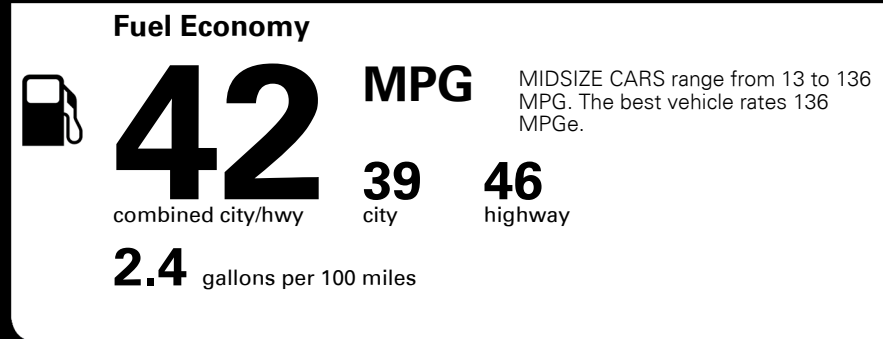 Fuel Economy
42 MPG
MIDSIZE CARS range from 13 to 136
MPG. The best vehicle rates 136
MPGe.
39 46
combined city/hwy city highway
2.4 gallons per 100 miles